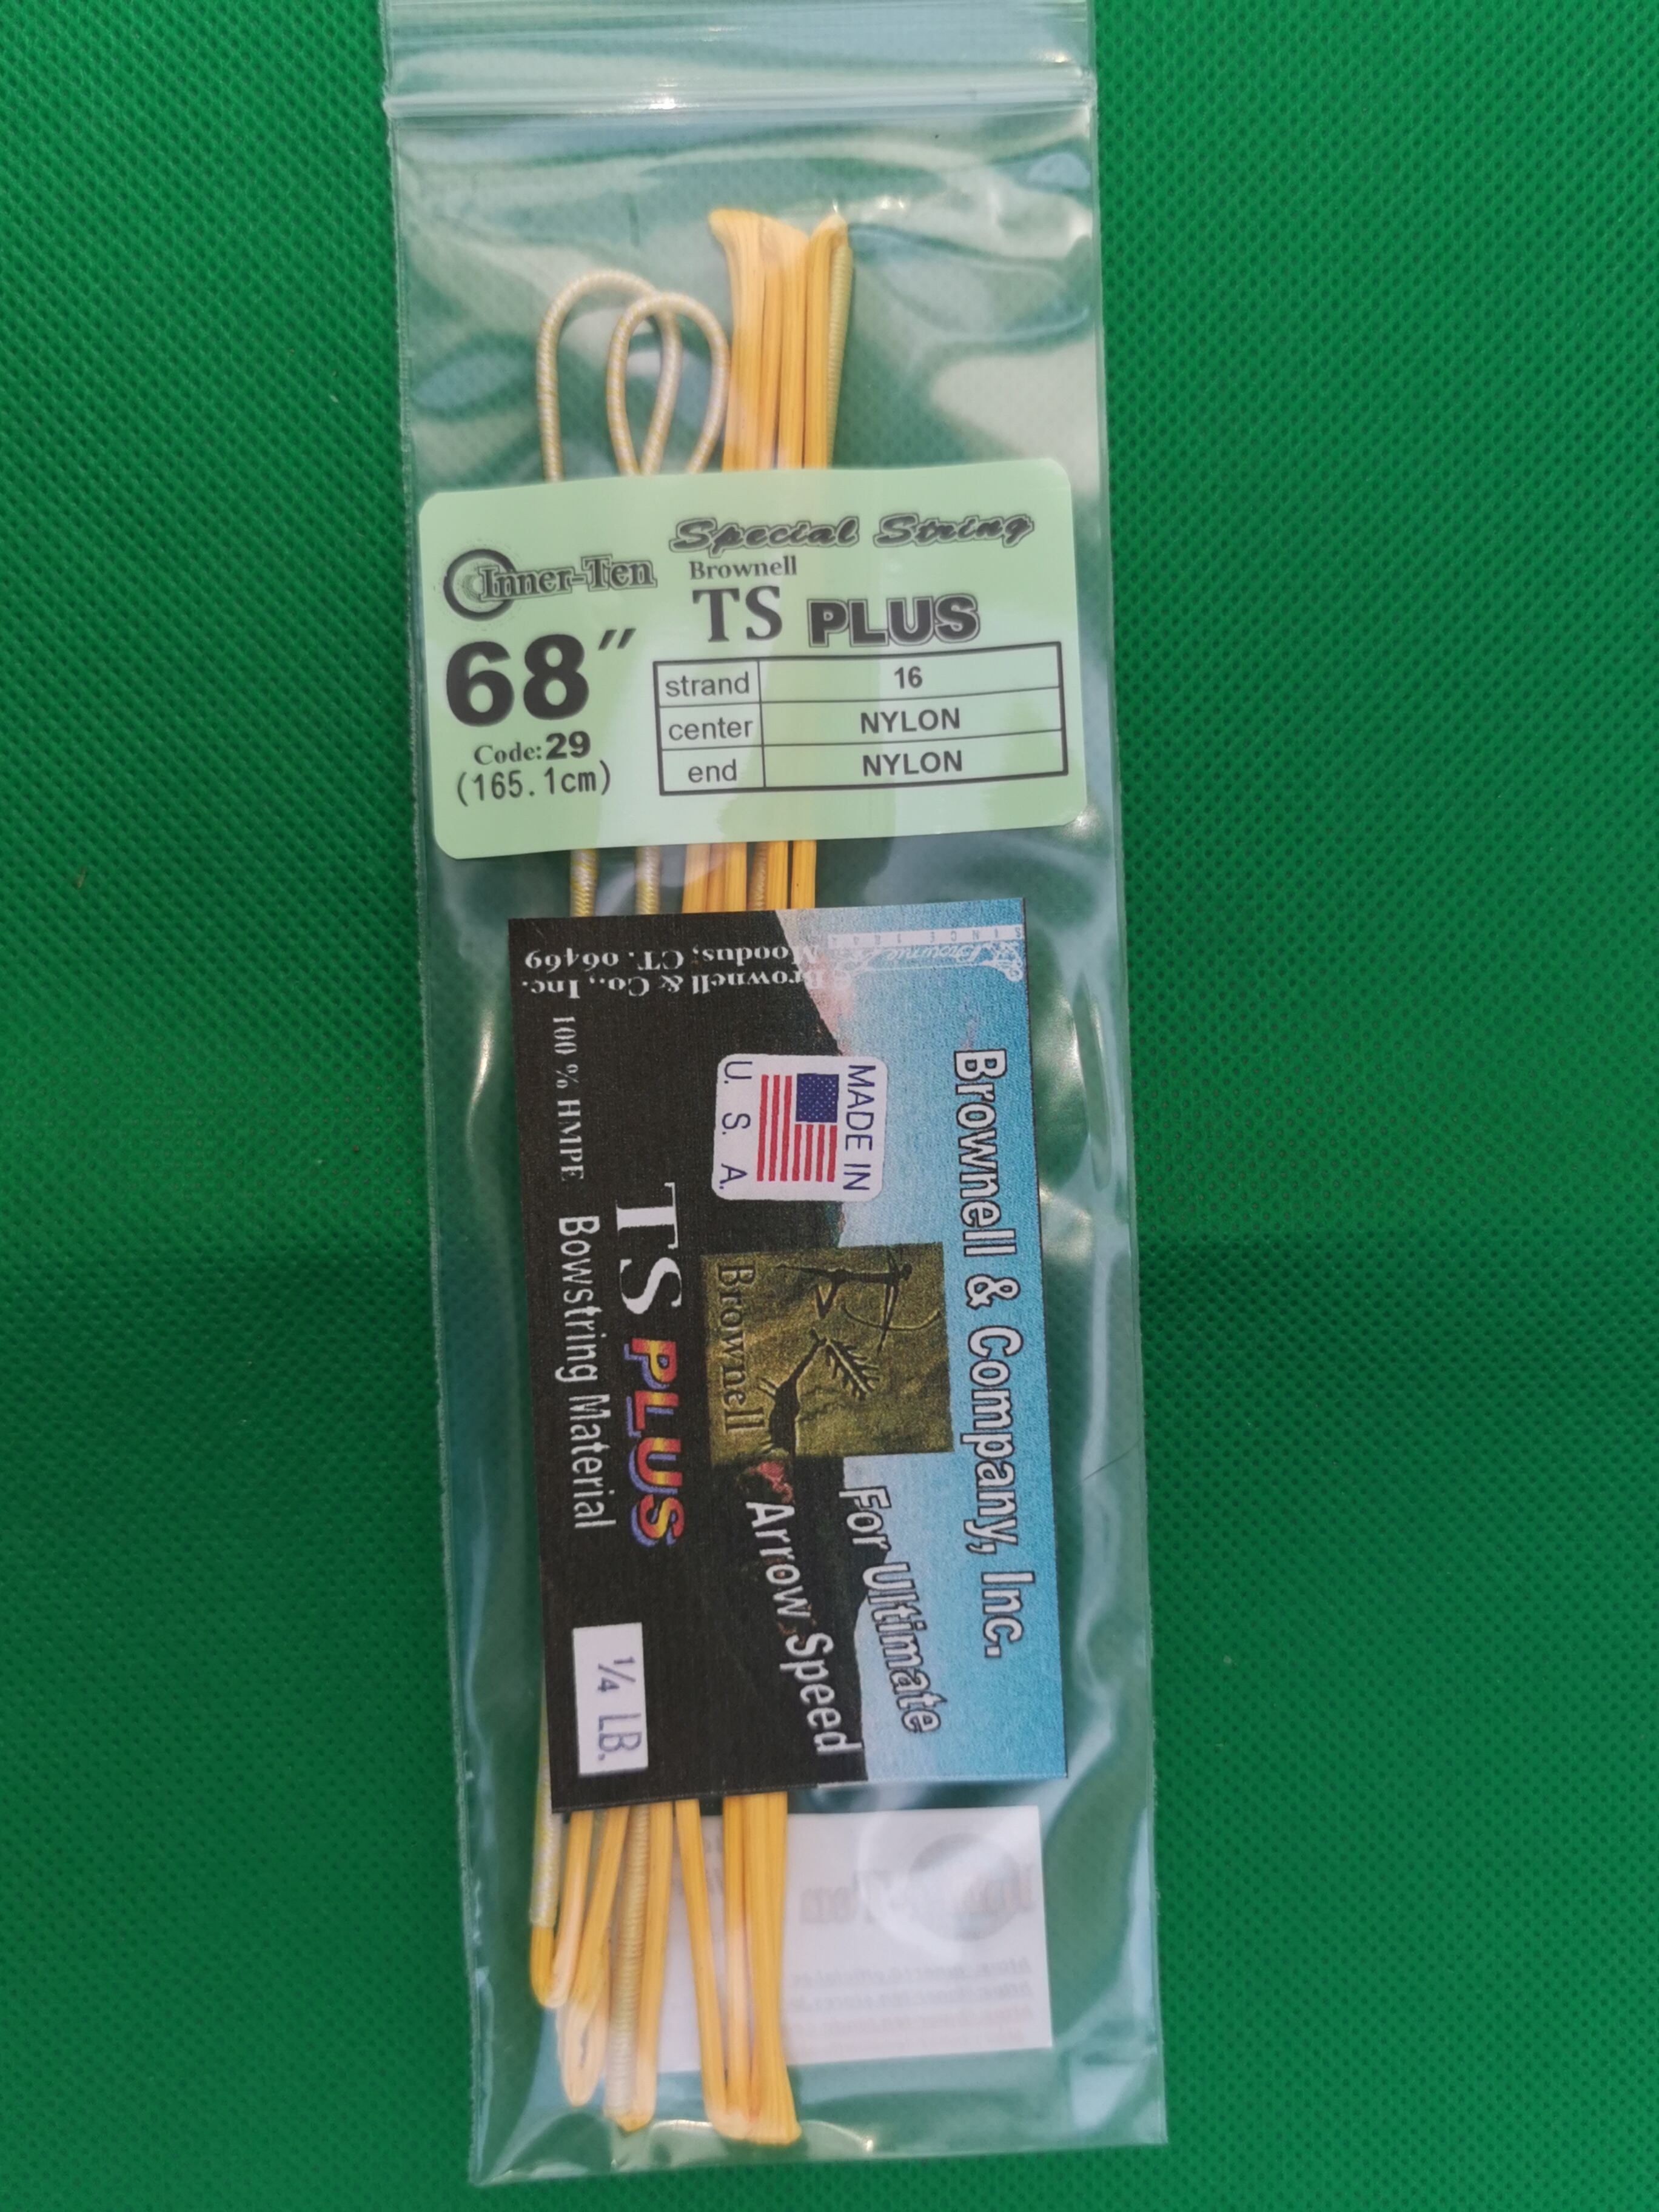 Special String
Inner-Ten
Brownell
TS PLUS
68"
Code:29
(165.1cm)
strand 16
center NYLON
end NYLON
Brownell & Co., Inc.
Moodus, CT. 06469
SINCE 1844
Brownell & Company, Inc.
MADE IN
U. S. A.
Brownell
For Ultimate
Arrow Speed
100 % HMPE
TS PLUS
Bowstring Material
1/4 LB.